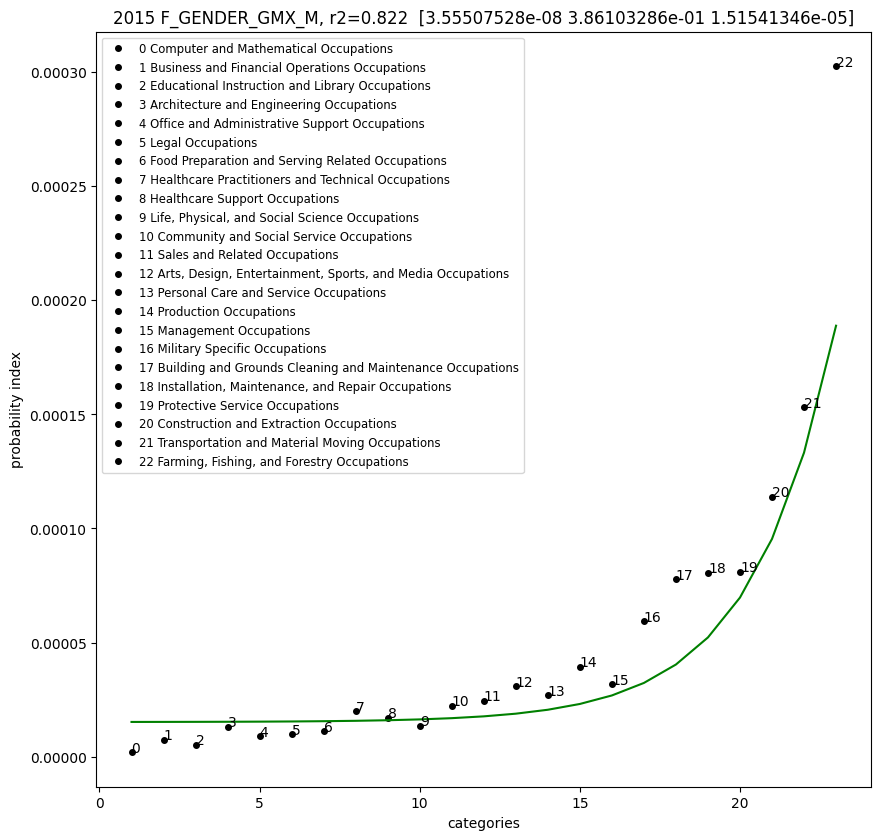 2015 F_GENDER_GMX_M, r2=0.822  [3.55507528e-08 3.86103286e-01 1.51541346e-05]
0 Computer and Mathematical Occupations
1 Business and Financial Operations Occupations
2 Educational Instruction and Library Occupations
3 Architecture and Engineering Occupations
4 Office and Administrative Support Occupations
5 Legal Occupations
6 Food Preparation and Serving Related Occupations
7 Healthcare Practitioners and Technical Occupations
8 Healthcare Support Occupations
9 Life, Physical, and Social Science Occupations
10 Community and Social Service Occupations
11 Sales and Related Occupations
12 Arts, Design, Entertainment, Sports, and Media Occupations
13 Personal Care and Service Occupations
14 Production Occupations
15 Management Occupations
16 Military Specific Occupations
17 Building and Grounds Cleaning and Maintenance Occupations
18 Installation, Maintenance, and Repair Occupations
19 Protective Service Occupations
20 Construction and Extraction Occupations
21 Transportation and Material Moving Occupations
22 Farming, Fishing, and Forestry Occupations
probability index
0.00030
0.00025
0.00020
0.00015
0.00010
0.00005
0.00000
0
1
2
3
4
5
6
7
8
9
10
11
12
13
14
15
16
17
18
19
20
21
22
0
5
10
15
20
categories